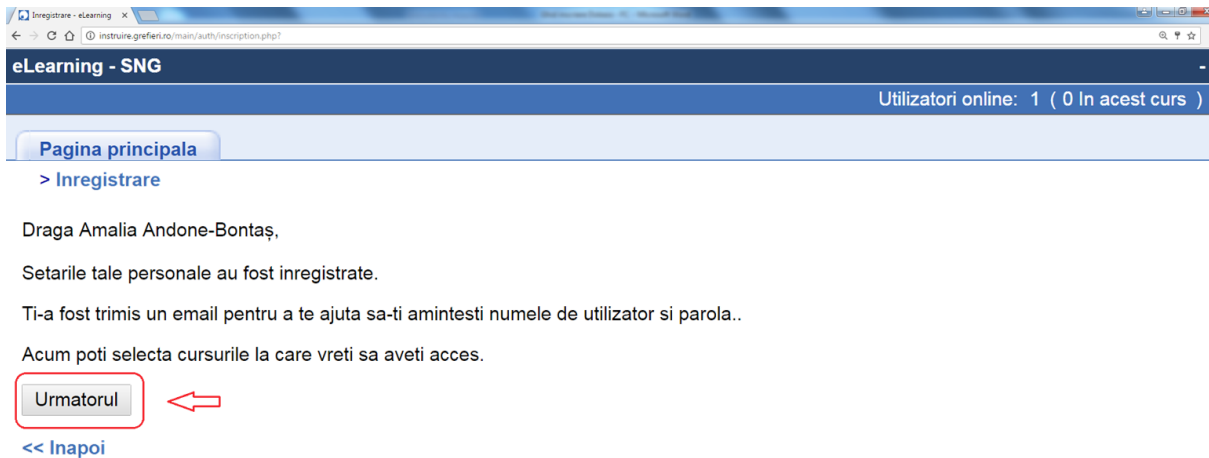 Inregistrare - eLearning
instruire.grefieri.ro/main/auth/inscription.php?
eLearning - SNG
-
Utilizatori online: 1 ( 0 In acest curs )
Pagina principala
> Inregistrare
Draga Amalia Andone-Bontaș,
Setarile tale personale au fost inregistrate.
Ti-a fost trimis un email pentru a te ajuta sa-ti amintesti numele de utilizator si parola..
Acum poti selecta cursurile la care vreti sa aveti acces.
Urmatorul
<< Inapoi